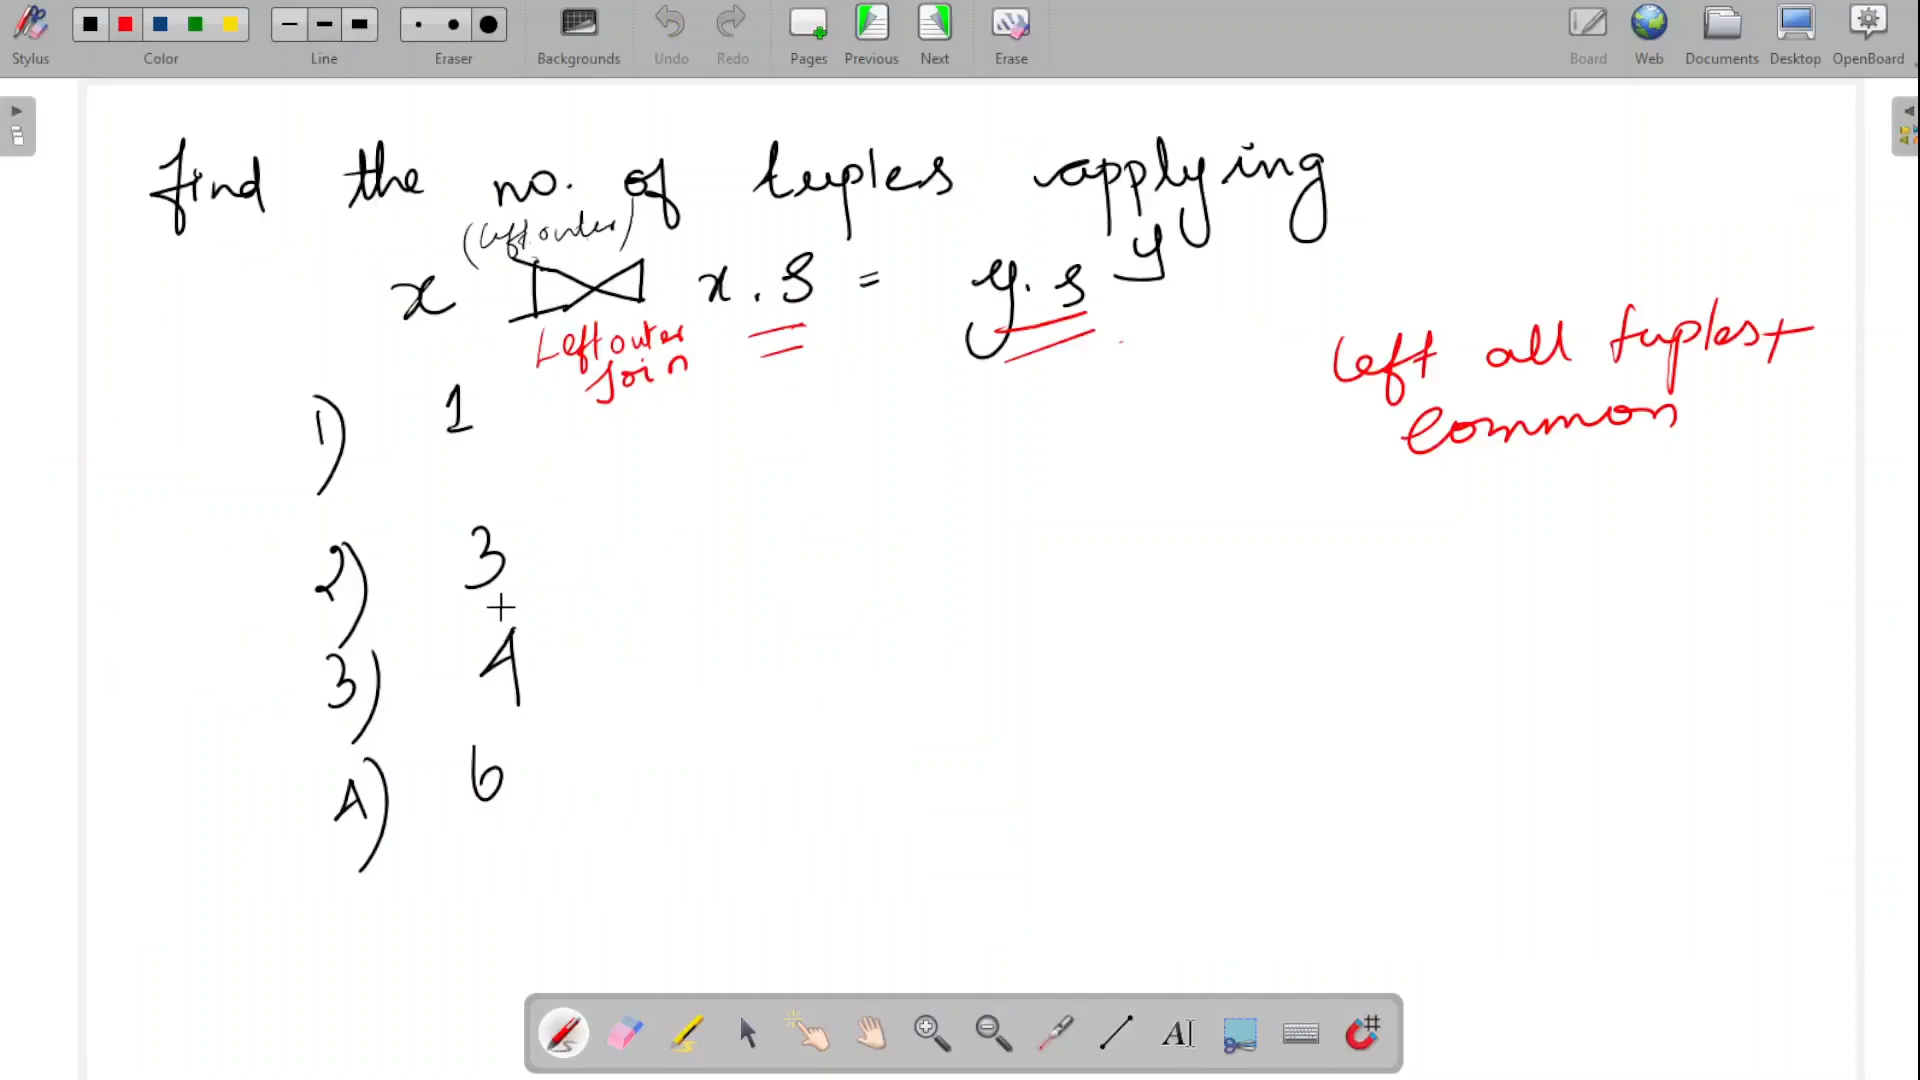 Stylus
Color
Line
Eraser
Backgrounds
Undo
Redo
Pages
Previous
Next
Erase
Board
Web
Documents
Desktop
OpenBoard
find the no. of tuples applying
(left outer)
x ⟕ x.S = y.s y
Left outer
Join
left all tuples +
common
1) 1
2) 3
3) 4
4) 6